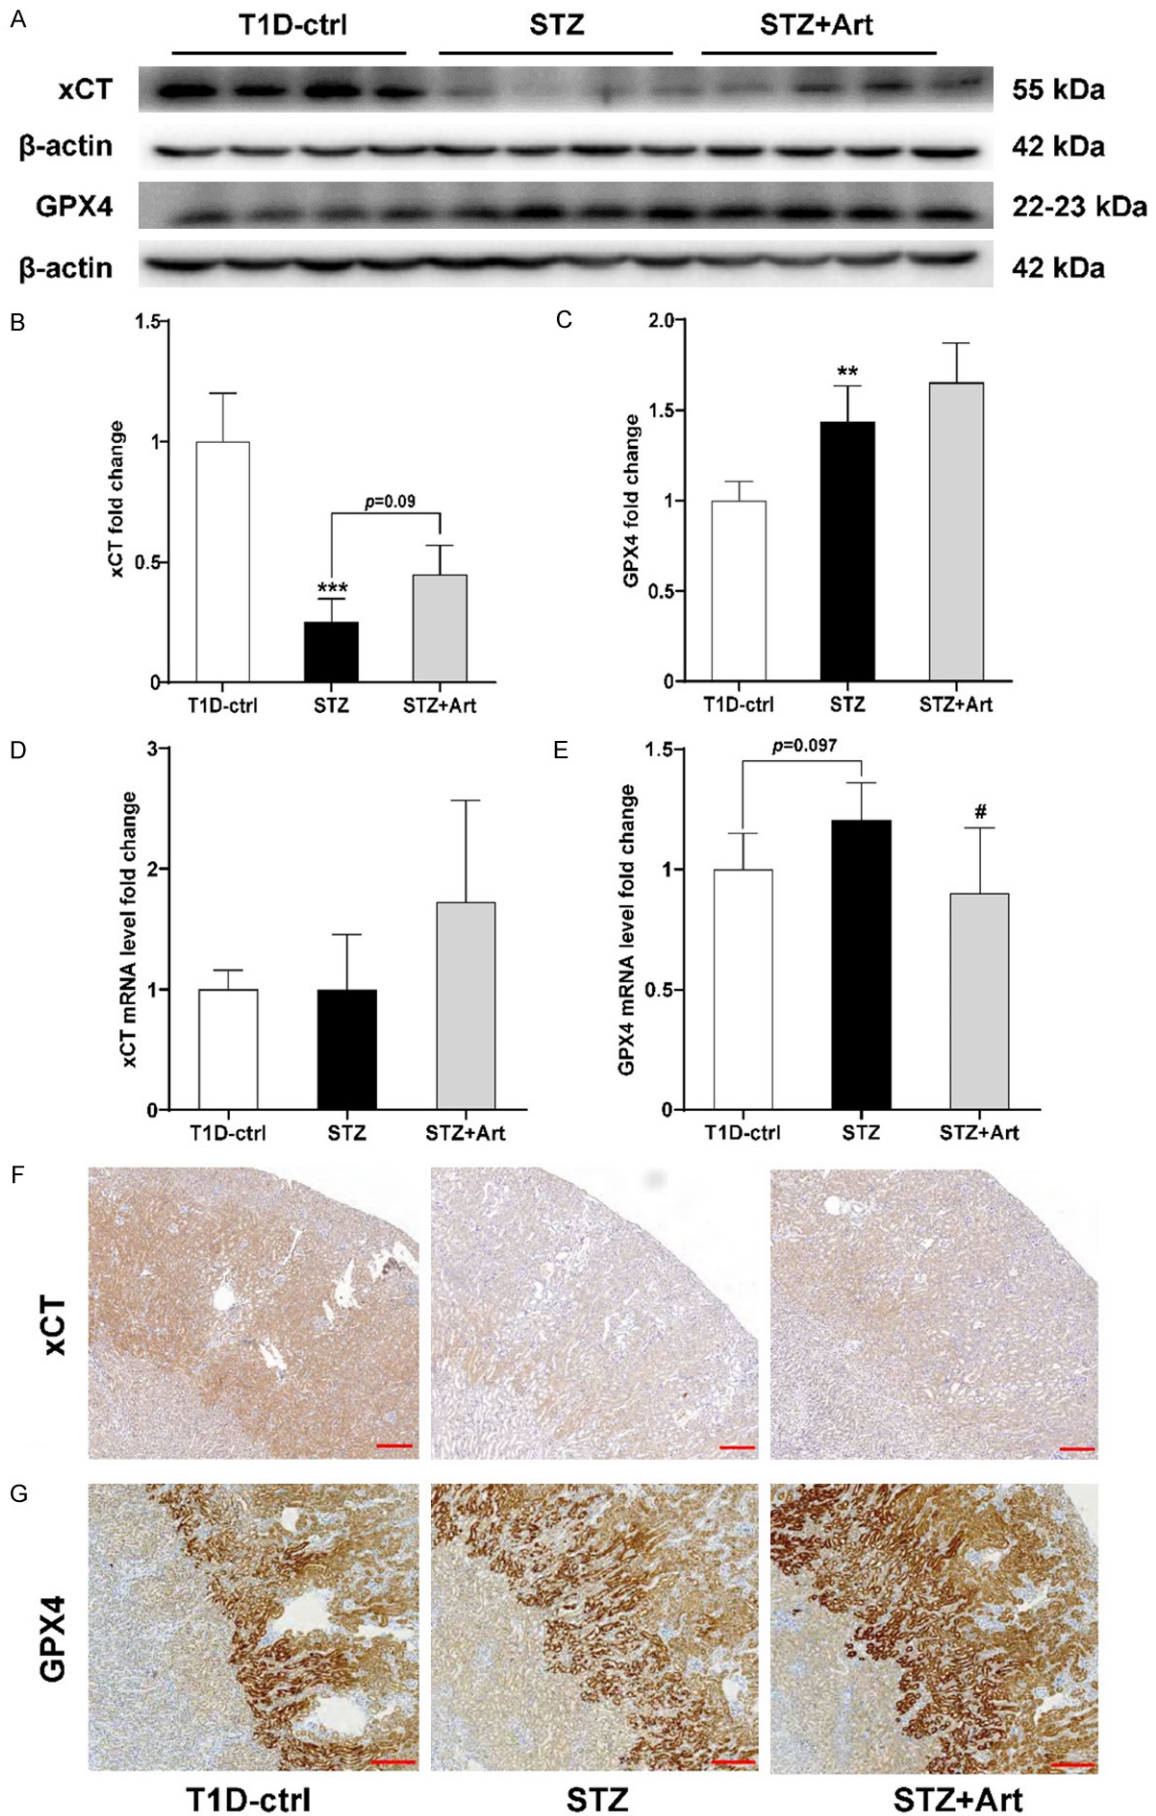 A
T1D-ctrl STZ STZ+Art
xCT 55 kDa
β-actin 42 kDa
GPX4 22-23 kDa
β-actin 42 kDa
B
xCT fold change
1.5
1
0.5
0
p=0.09
***
T1D-ctrl STZ STZ+Art
C
GPX4 fold change
2.0
1.5
1
0.5
0
**
T1D-ctrl STZ STZ+Art
D
xCT mRNA level fold change
3
2
1
0
T1D-ctrl STZ STZ+Art
E
GPX4 mRNA level fold change
1.5
1
0.5
0
p=0.097
#
T1D-ctrl STZ STZ+Art
F
xCT
G
GPX4
T1D-ctrl STZ STZ+Art